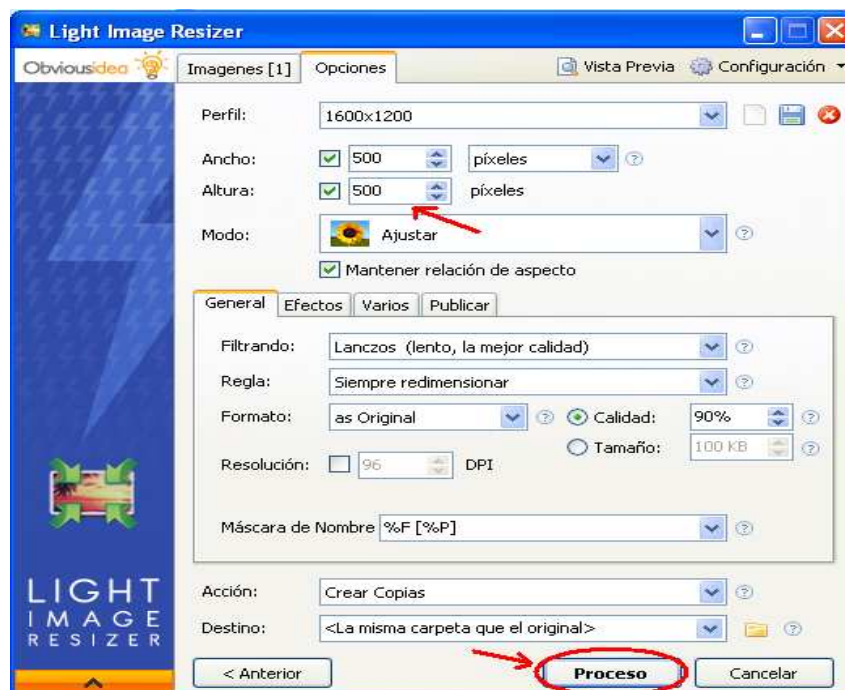 Light Image Resizer
Obviousidea Imagenes [1] Opciones Vista Previa Configuración
Perfil: 1600x1200
Ancho: 500 píxeles
Altura: 500 píxeles
Modo: Ajustar
Mantener relación de aspecto
General Efectos Varios Publicar
Filtrando: Lanczos (lento, la mejor calidad)
Regla: Siempre redimensionar
Formato: as Original Calidad: 90%
Tamaño: 100 KB
Resolución: 96 DPI
Máscara de Nombre %F [%P]
LIGHT
IMAGE
RESIZER
Acción: Crear Copias
Destino: <La misma carpeta que el original>
< Anterior Proceso Cancelar